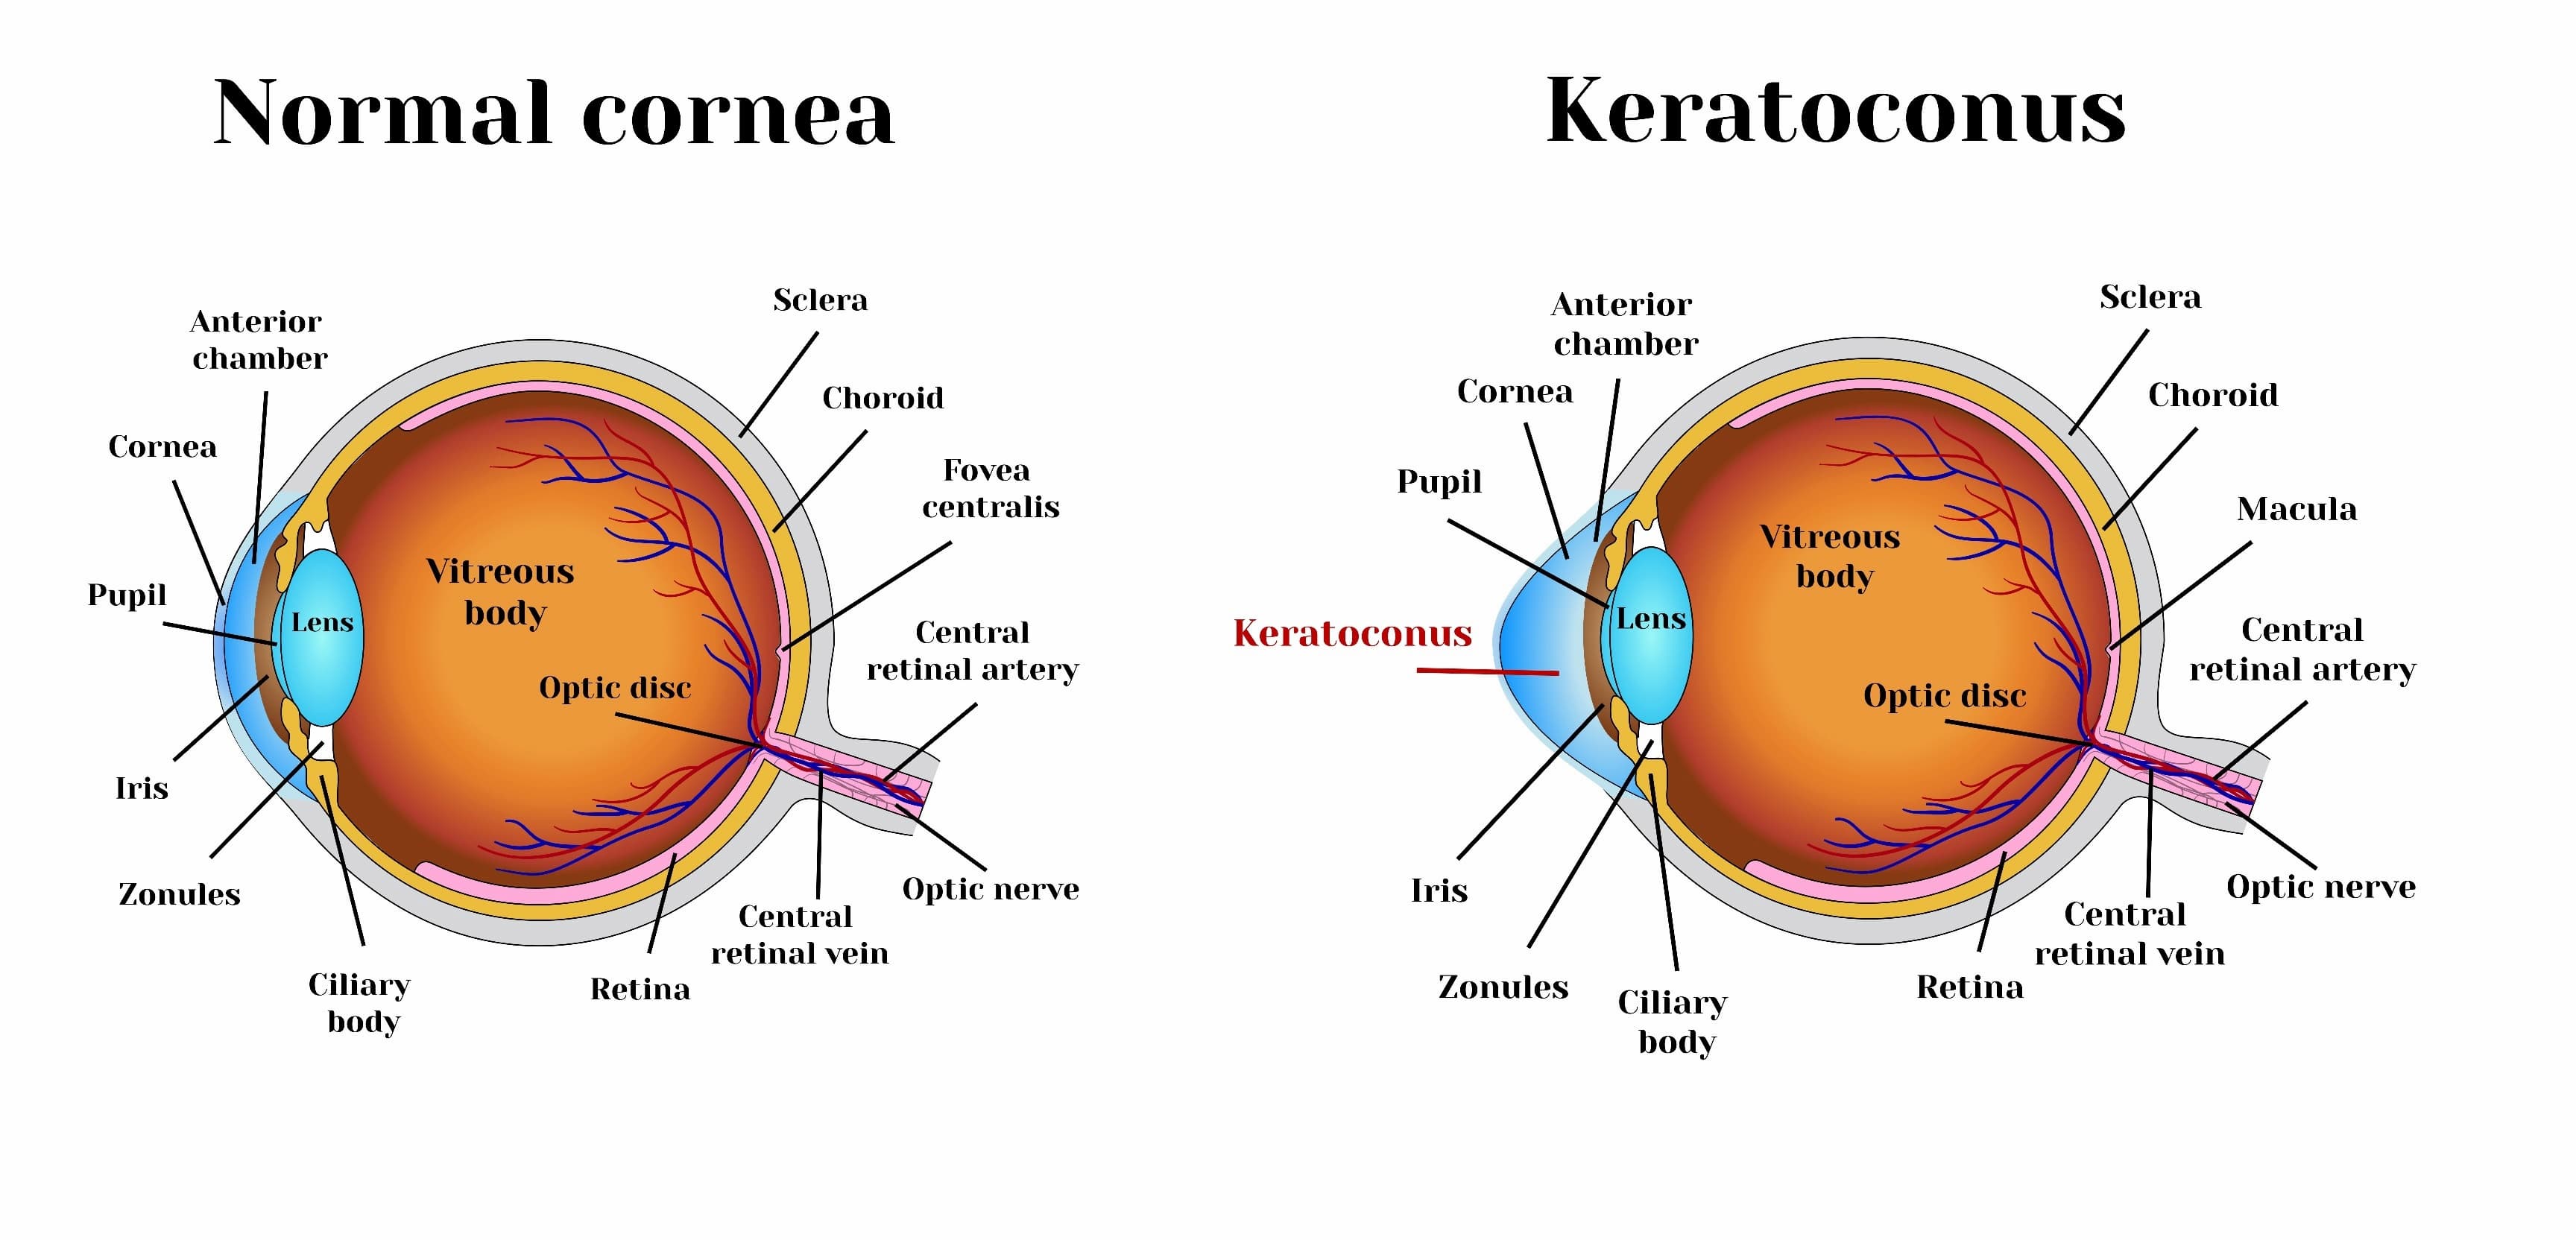 Normal cornea
Anterior
chamber
Cornea
Pupil
Iris
Zonules
Ciliary
body
Lens
Vitreous
body
Optic disc
Sclera
Choroid
Fovea
centralis
Central
retinal artery
Optic nerve
Central
retinal vein
Retina
Keratoconus
Anterior
chamber
Cornea
Pupil
Keratoconus
Iris
Zonules
Ciliary
body
Lens
Vitreous
body
Optic disc
Sclera
Choroid
Macula
Central
retinal artery
Optic nerve
Central
retinal vein
Retina